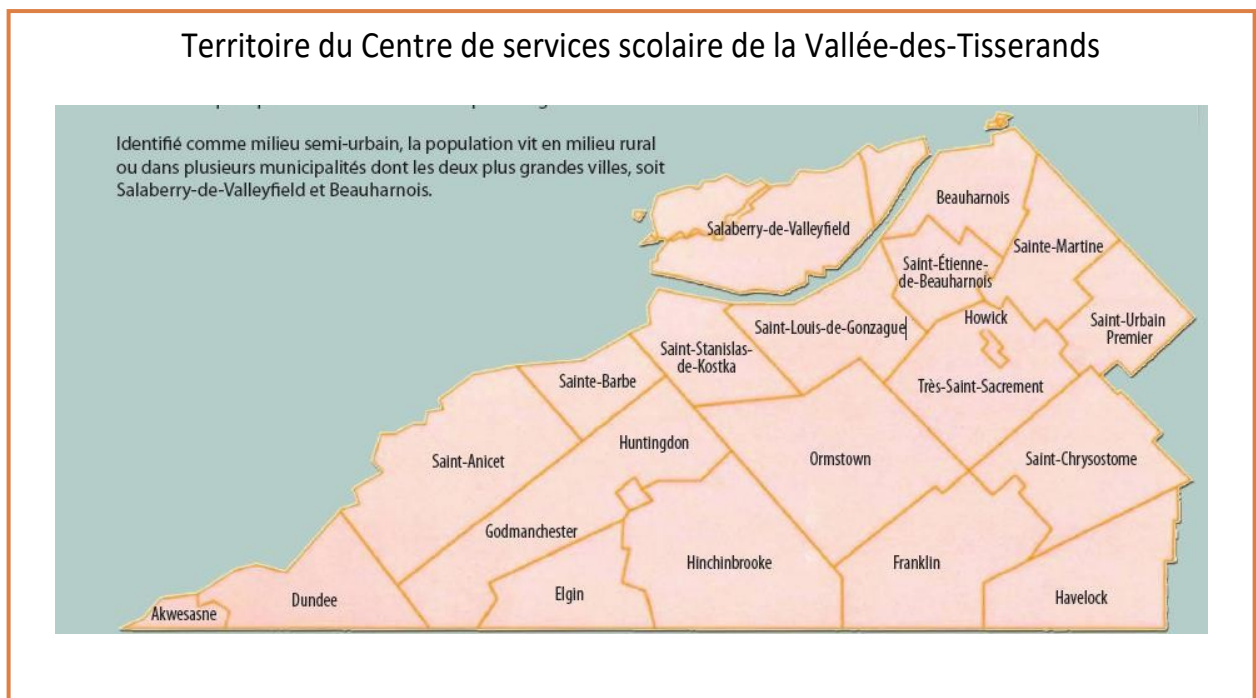 Territoire du Centre de services scolaire de la Vallée-des-Tisserands
Identifié comme milieu semi-urbain, la population vit en milieu rural
ou dans plusieurs municipalités dont les deux plus grandes villes, soit
Salaberry-de-Valleyfield et Beauharnois.
Beauharnois
Salaberry-de-Valleyfield
Sainte-Martine
Saint-Étienne-
de-Beauharnois
Saint-Louis-de-Gonzague
Howick
Saint-Urbain
Premier
Saint-Stanislas-
de-Kostka
Sainte-Barbe
Très-Saint-Sacrement
Huntingdon
Saint-Anicet
Ormstown
Saint-Chrysostome
Godmanchester
Hinchinbrooke
Franklin
Elgin
Dundee
Havelock
Akwesasne